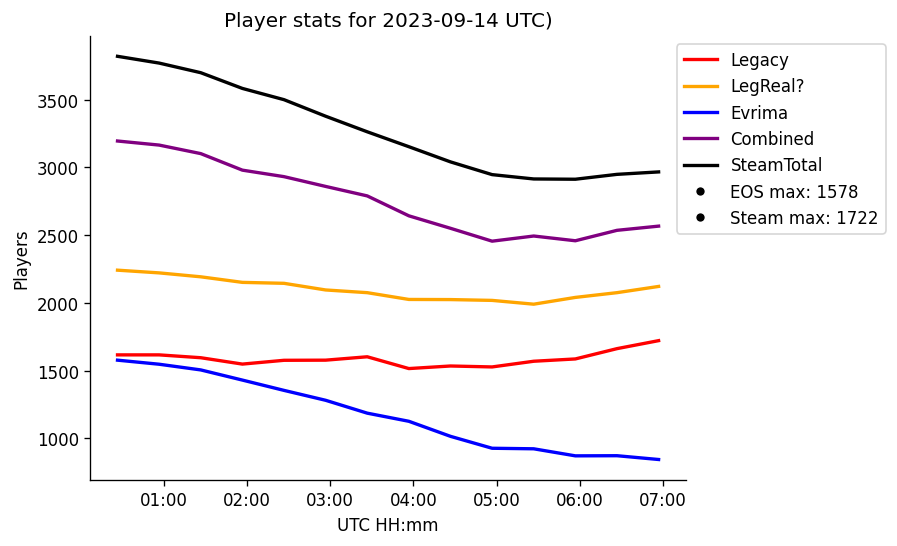 Player stats for 2023-09-14 UTC)
Legacy
LegReal?
Evrima
Combined
SteamTotal
EOS max: 1578
Steam max: 1722
Players
3500
3000
2500
2000
1500
1000
01:00 02:00 03:00 04:00 05:00 06:00 07:00
UTC HH:mm